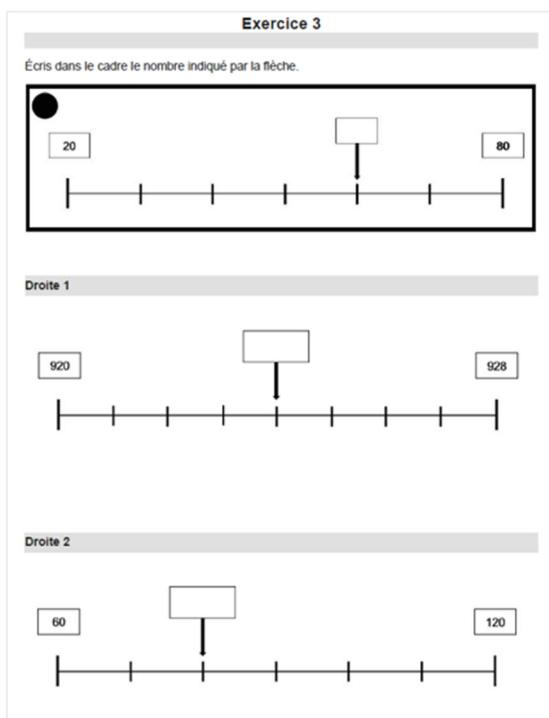 Exercice 3
Écris dans le cadre le nombre indiqué par la flèche.
20 80
Droite 1
920 928
Droite 2
60 120